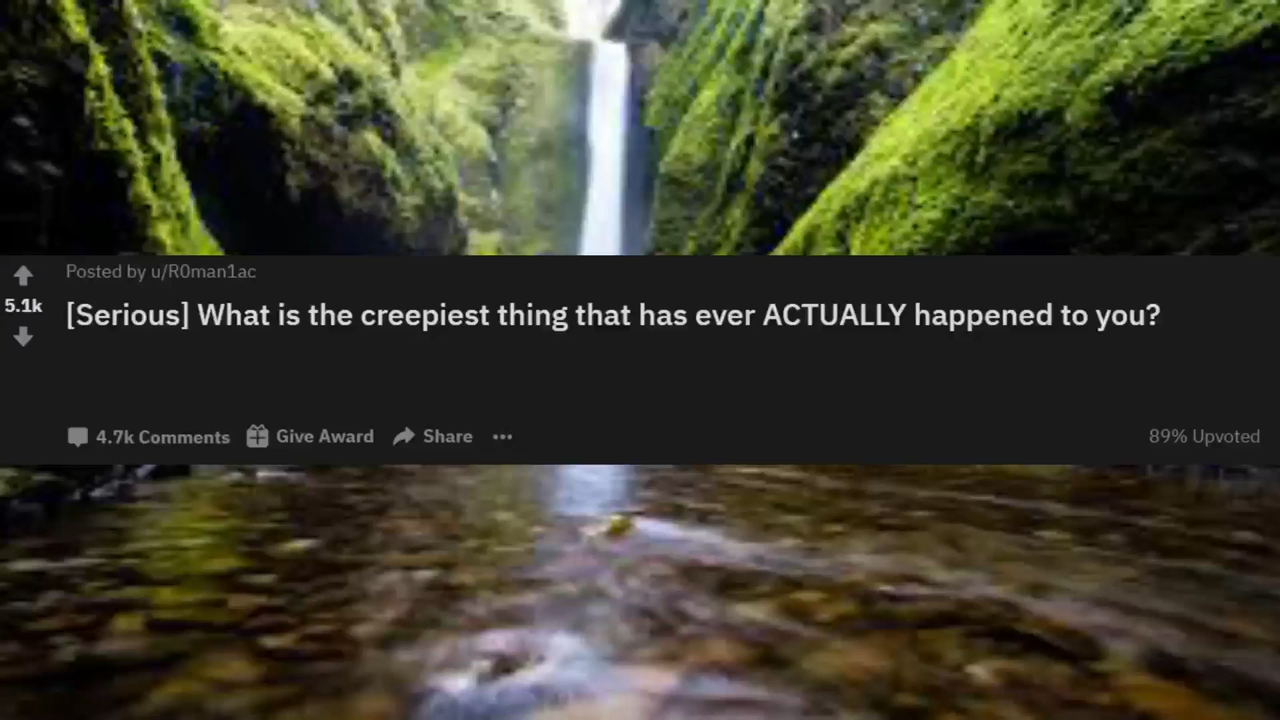 Posted by u/R0man1ac
5.1k
[Serious] What is the creepiest thing that has ever ACTUALLY happened to you?
4.7k Comments Give Award Share 89% Upvoted